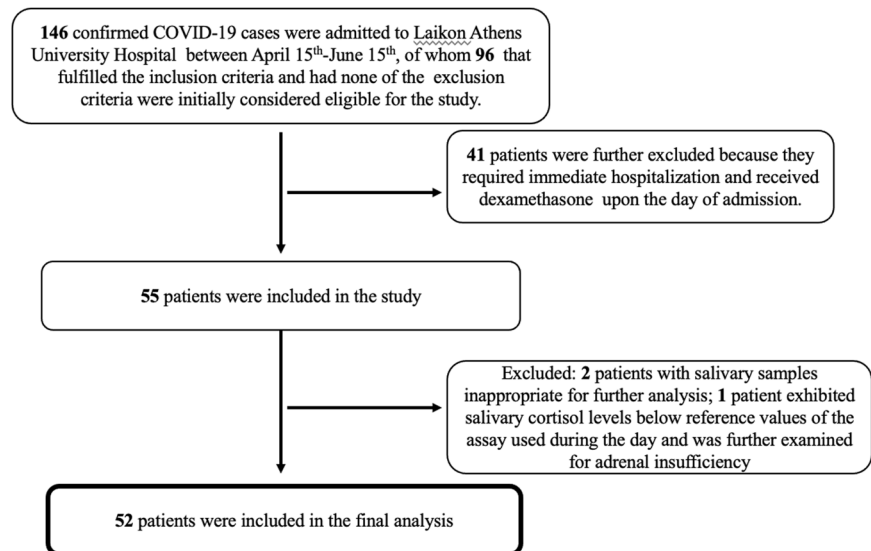 146 confirmed COVID-19 cases were admitted to Laikon Athens
University Hospital between April 15th-June 15th, of whom 96 that
fulfilled the inclusion criteria and had none of the exclusion
criteria were initially considered eligible for the study.
41 patients were further excluded because they
required immediate hospitalization and received
dexamethasone upon the day of admission.
55 patients were included in the study
Excluded: 2 patients with salivary samples
inappropriate for further analysis; 1 patient exhibited
salivary cortisol levels below reference values of the
assay used during the day and was further examined
for adrenal insufficiency
52 patients were included in the final analysis